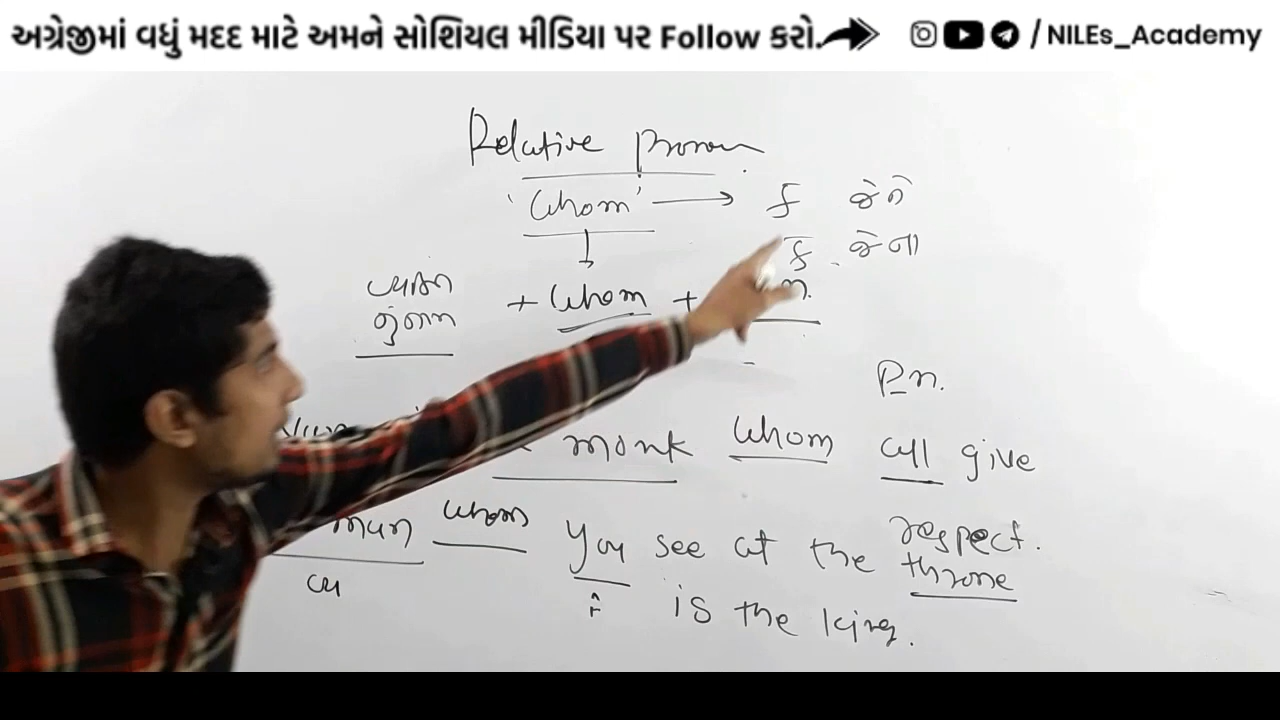 અગ્રેજીમાં વધું મદદ માટે અમને સોશિયલ મીડિયા પર Follow કરો. / NILEs_Academy
Relative pronoun
'Whom' → કે જેને
કે જેના
+ Whom + n.
P.n.
monk whom all give
respect.
man whom you see at the throne
is the king.